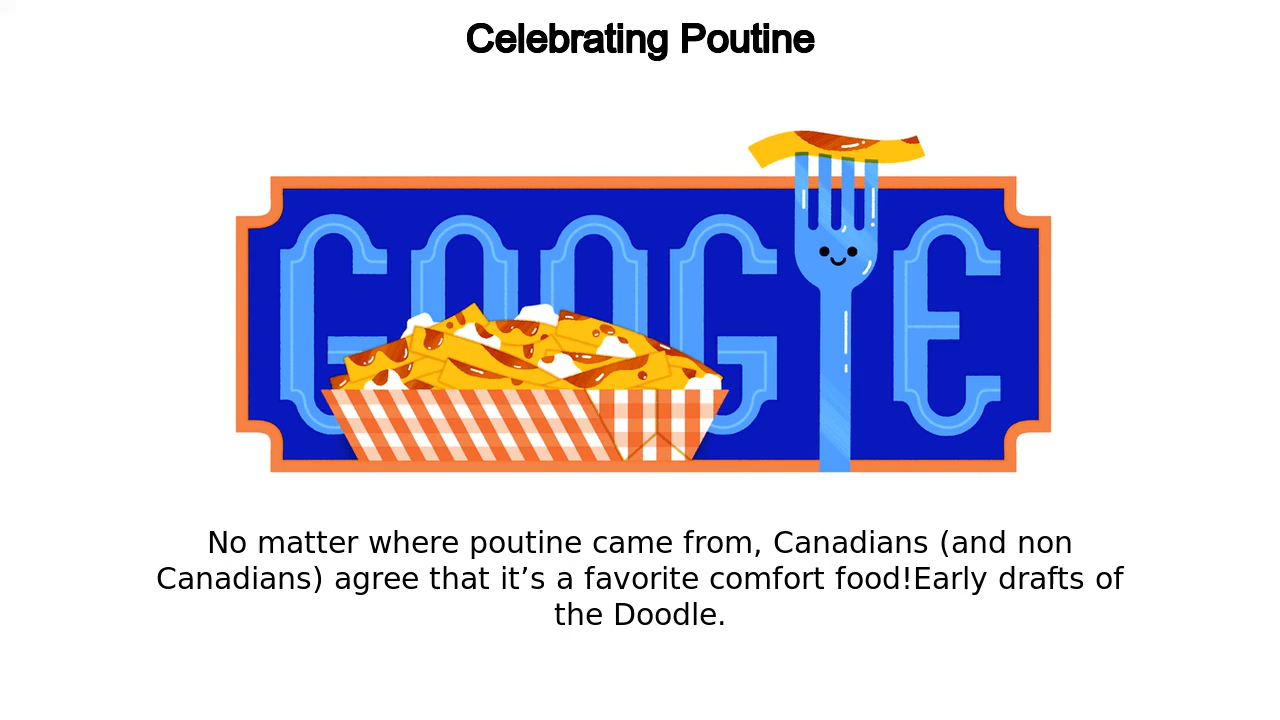 Celebrating Poutine
GOOGLE
No matter where poutine came from, Canadians (and non
Canadians) agree that it’s a favorite comfort food!Early drafts of
the Doodle.